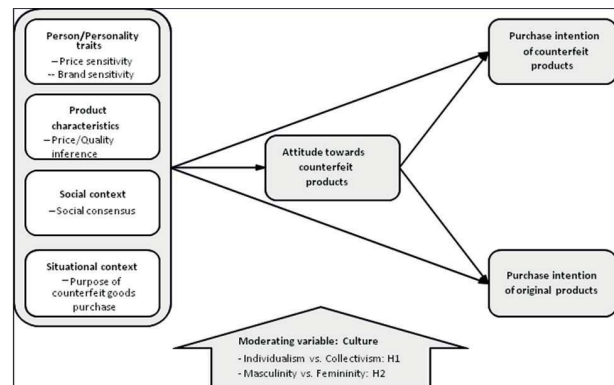 Person/Personality
traits
– Price sensitivity
-- Brand sensitivity
Product
characteristics
– Price/Quality
inference
Social context
– Social consensus
Situational context
– Purpose of
counterfeit goods
purchase
Attitude towards
counterfeit
products
Purchase intention
of counterfeit
products
Purchase intention
of original products
Moderating variable: Culture
- Individualism vs. Collectivism: H1
- Masculinity vs. Femininity: H2